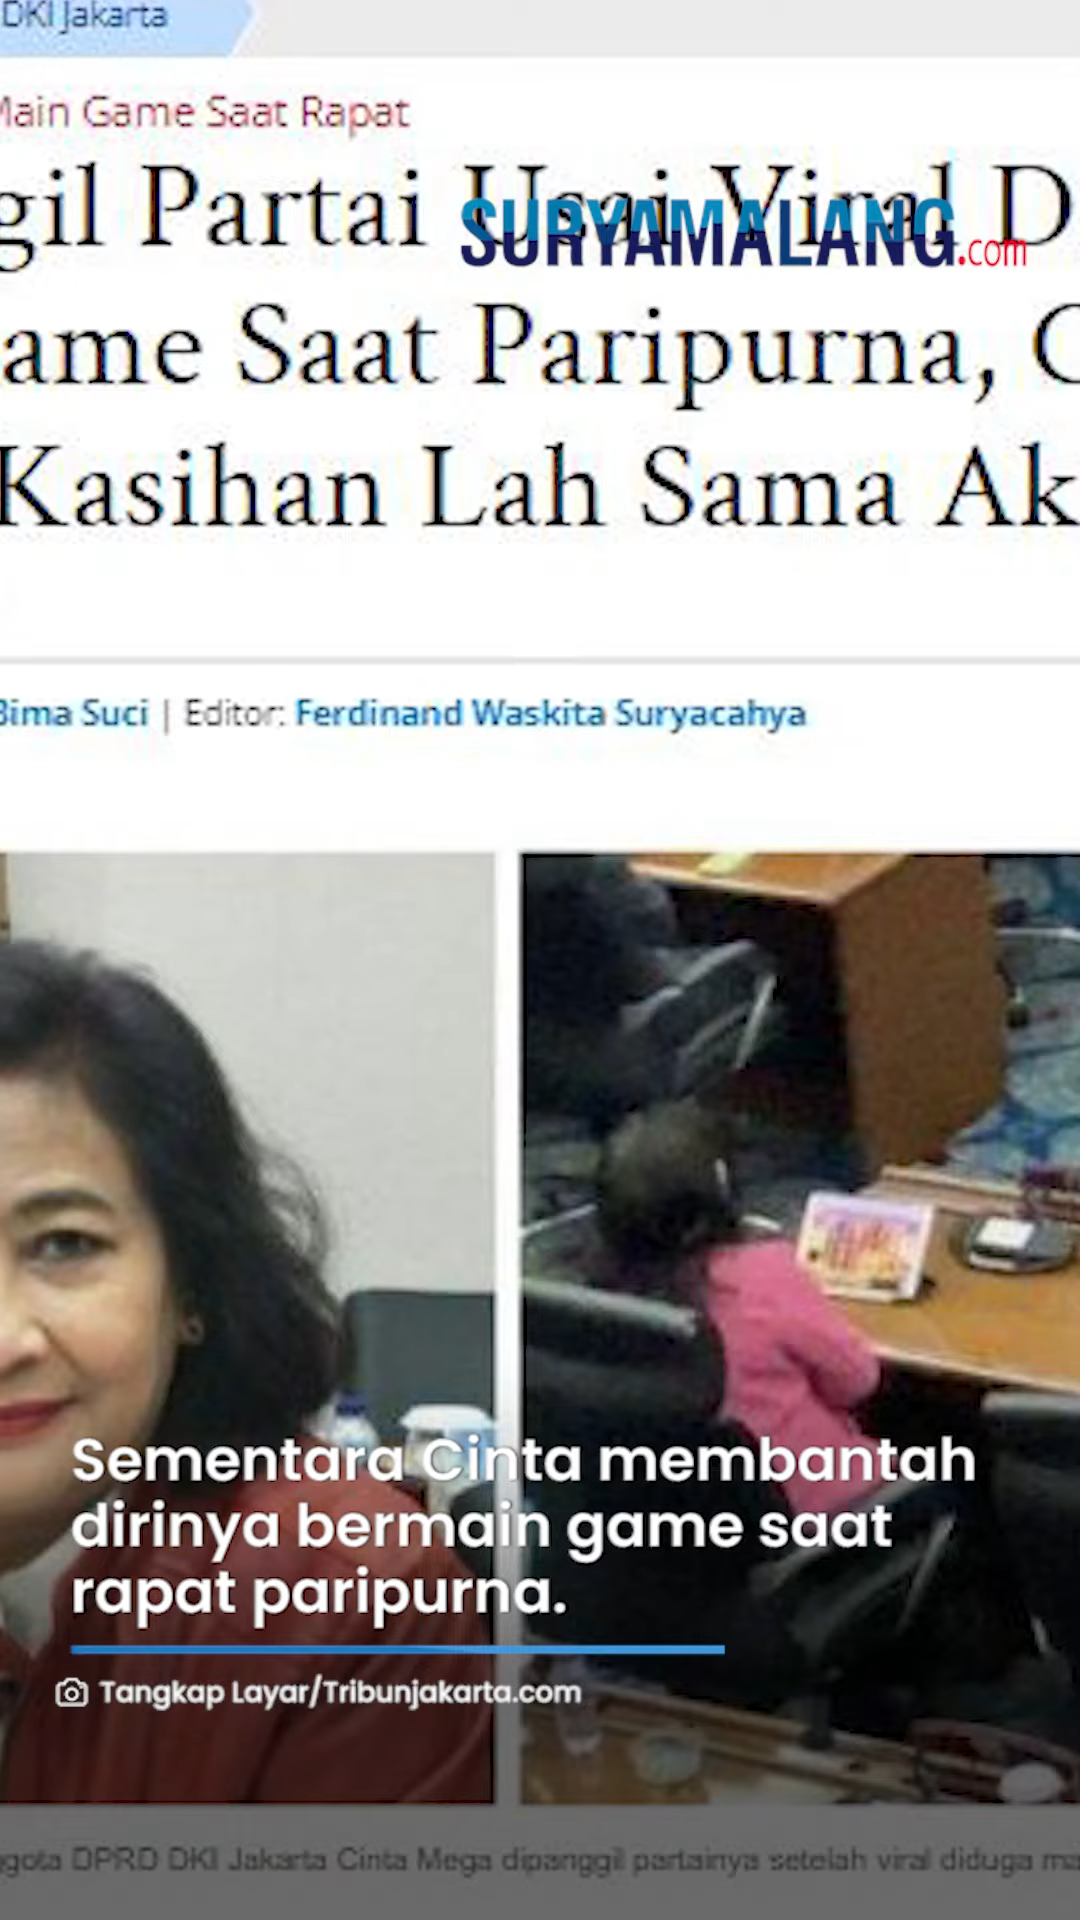 DKI Jakarta
Main Game Saat Rapat
gil Partai Usai Viral D
SURYAMALANG.com
ame Saat Paripurna, C
Kasihan Lah Sama Ak
Bima Suci | Editor: Ferdinand Waskita Suryacahya
Sementara Cinta membantah
dirinya bermain game saat
rapat paripurna.
Tangkap Layar/Tribunjakarta.com
ggota DPRD DKI Jakarta Cinta Mega dipanggil partainya setelah viral diduga ma